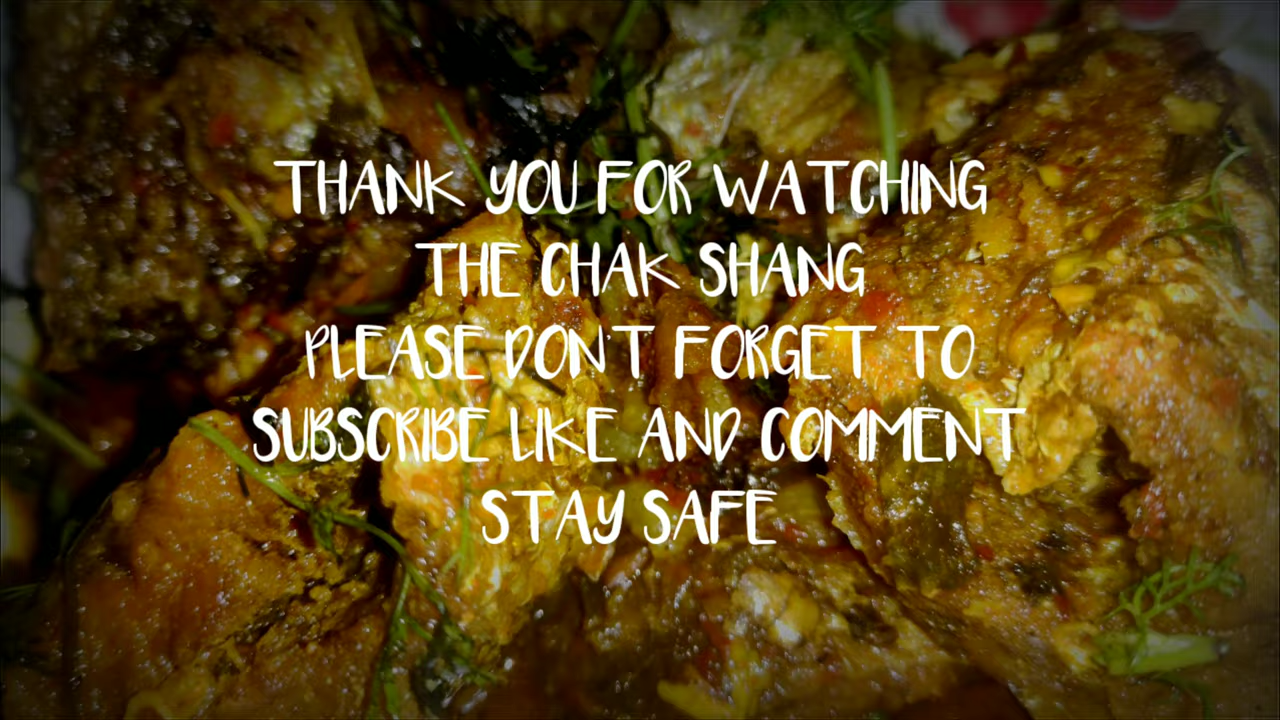 THANK YOU FOR WATCHING
THE CHAK SHANG
PLEASE DON'T FORGET TO
SUBSCRIBE LIKE AND COMMENT
STAY SAFE